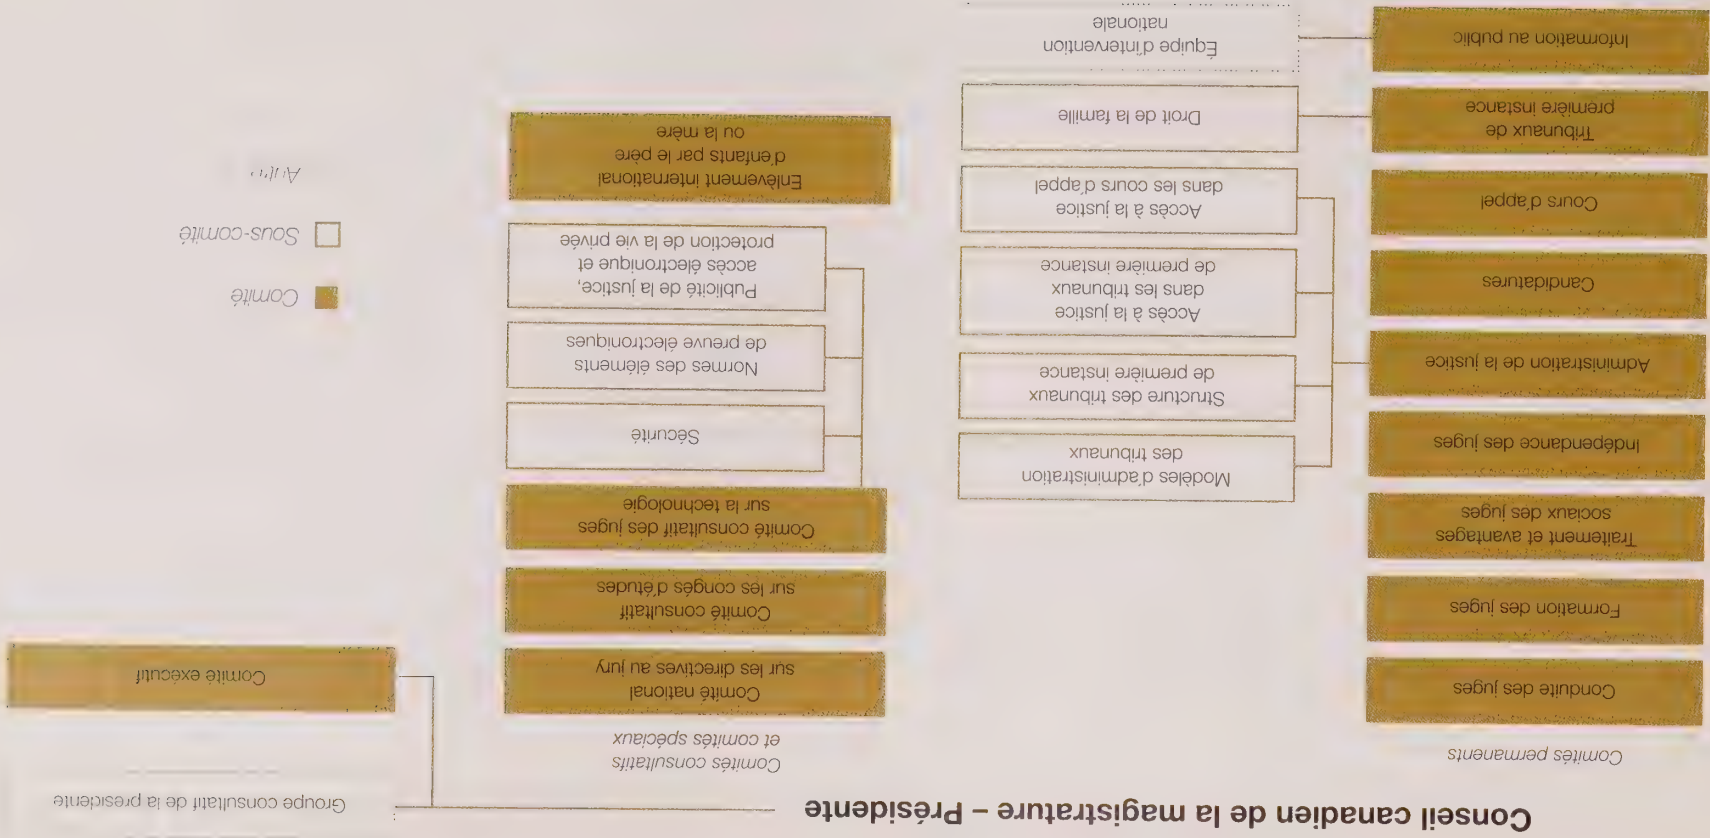 Conseil canadien de la magistrature – Présidente
Groupe consultatif de la présidente
Comité exécutif
Comités permanents
Conduite des juges
Formation des juges
Traitement et avantages
sociaux des juges
Indépendance des juges
Administration de la justice
Candidatures
Cours d'appel
Tribunaux de
première instance
Information au public
Modèles d'administration
des tribunaux
Structure des tribunaux
de première instance
Accès à la justice
dans les tribunaux
de première instance
Accès à la justice
dans les cours d'appel
Droit de la famille
Équipe d'intervention
nationale
Comités consultatifs
et comités spéciaux
Comité national
sur les directives au jury
Comité consultatif
sur les congés d'études
Comité consultatif des juges
sur la technologie
Sécurité
Normes des éléments
de preuve électroniques
Publicité de la justice,
accès électronique et
protection de la vie privée
Enlèvement international
d'enfants par le père
ou la mère
Comité
Sous-comité
Autre